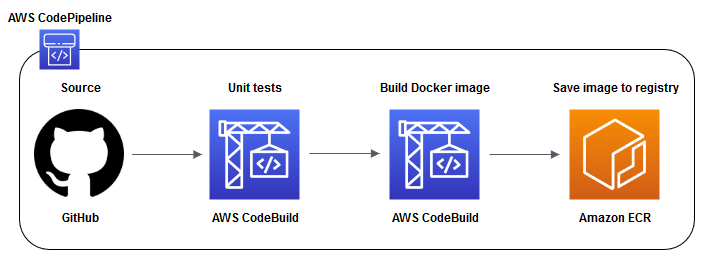 AWS CodePipeline
Source
Unit tests
Build Docker image
Save image to registry
GitHub
AWS CodeBuild
AWS CodeBuild
Amazon ECR